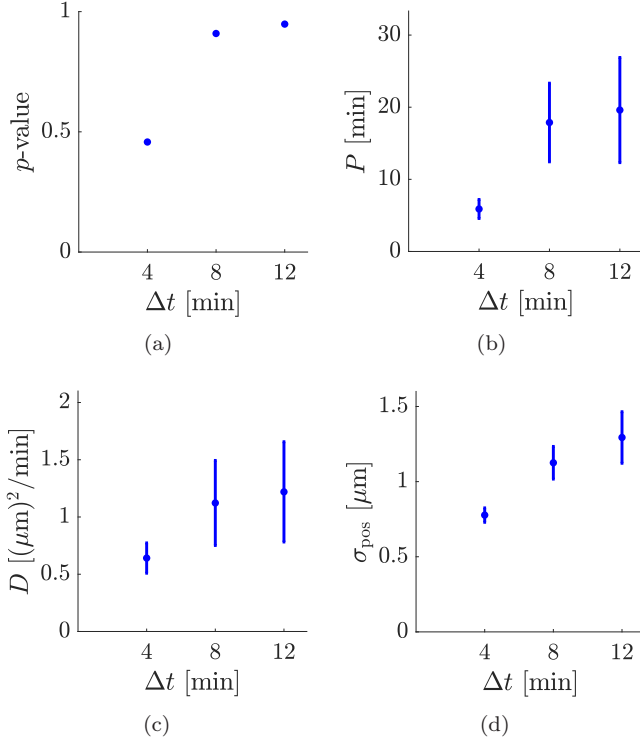 1
0.5
0
p-value
4 8 12
Δt [min]
(a)
30
20
10
0
P [min]
4 8 12
Δt [min]
(b)
2
1.5
1
0.5
0
D [(μm)²/min]
4 8 12
Δt [min]
(c)
1.5
1
0.5
0
σpos [μm]
4 8 12
Δt [min]
(d)